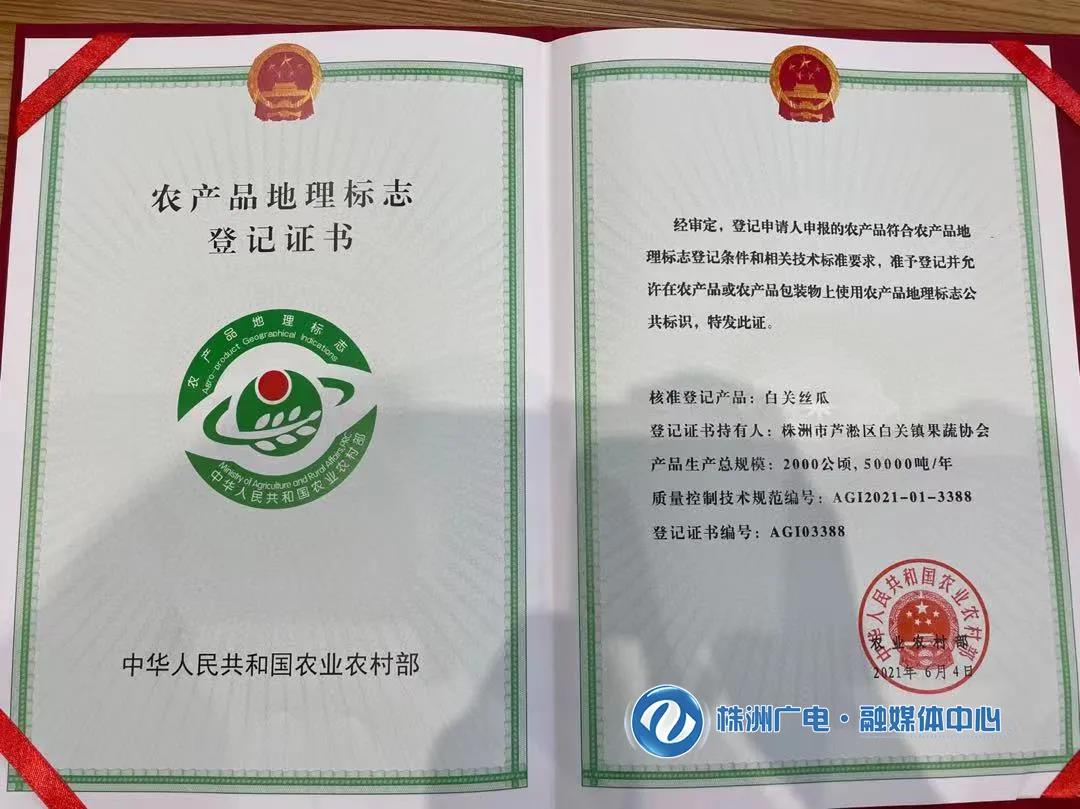 农产品地理标志
登记证书
农产品地理标志
Agro-product Geographical Indications
Ministry of Agriculture and Rural Affairs,PRC
中华人民共和国农业农村部
中华人民共和国农业农村部
经审定，登记申请人申报的农产品符合农产品地
理标志登记条件和相关技术标准要求，准予登记并允
许在农产品或农产品包装物上使用农产品地理标志公
共标识，特发此证。
核准登记产品：白关丝瓜
登记证书持有人：株洲市芦淞区白关镇果蔬协会
产品生产总规模：2000公顷，50000吨/年
质量控制技术规范编号：AGI2021-01-3388
登记证书编号：AGI03388
中华人民共和国农业农村部
农业农村部
2021年 6月4日
株洲广电·融媒体中心